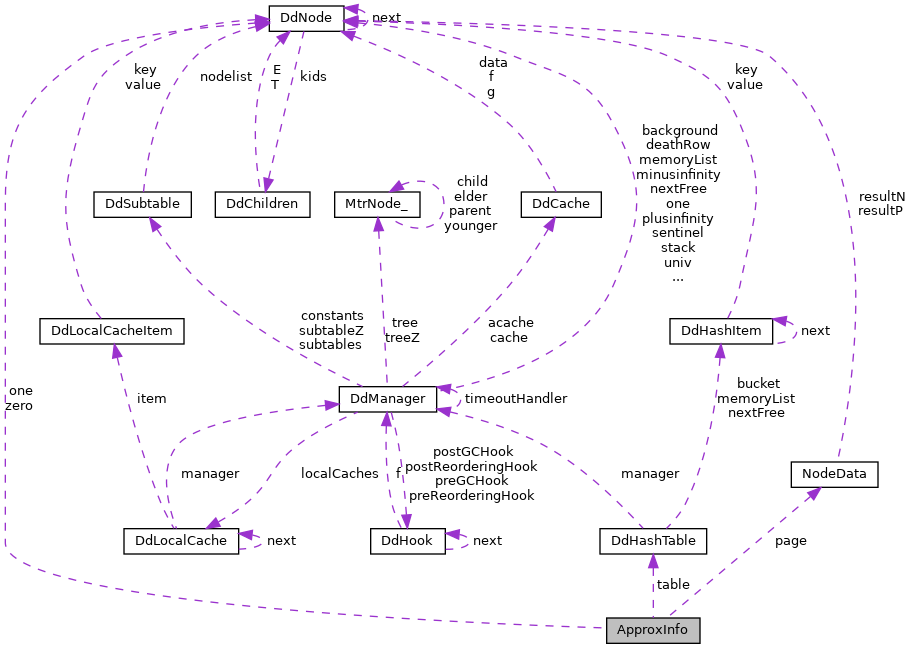 DdNode
next
key
value
nodelist
E
T
kids
data
f
g
key
value
background
deathRow
memoryList
minusinfinity
nextFree
one
plusinfinity
sentinel
stack
univ
...
resultN
resultP
DdSubtable
DdChildren
MtrNode_
child
elder
parent
younger
DdCache
DdLocalCacheItem
constants
subtableZ
subtables
tree
treeZ
acache
cache
DdHashItem
next
one
zero
item
DdManager
timeoutHandler
bucket
memoryList
nextFree
manager
localCaches
f
postGCHook
postReorderingHook
preGCHook
preReorderingHook
manager
NodeData
DdLocalCache
next
DdHook
next
DdHashTable
page
table
ApproxInfo